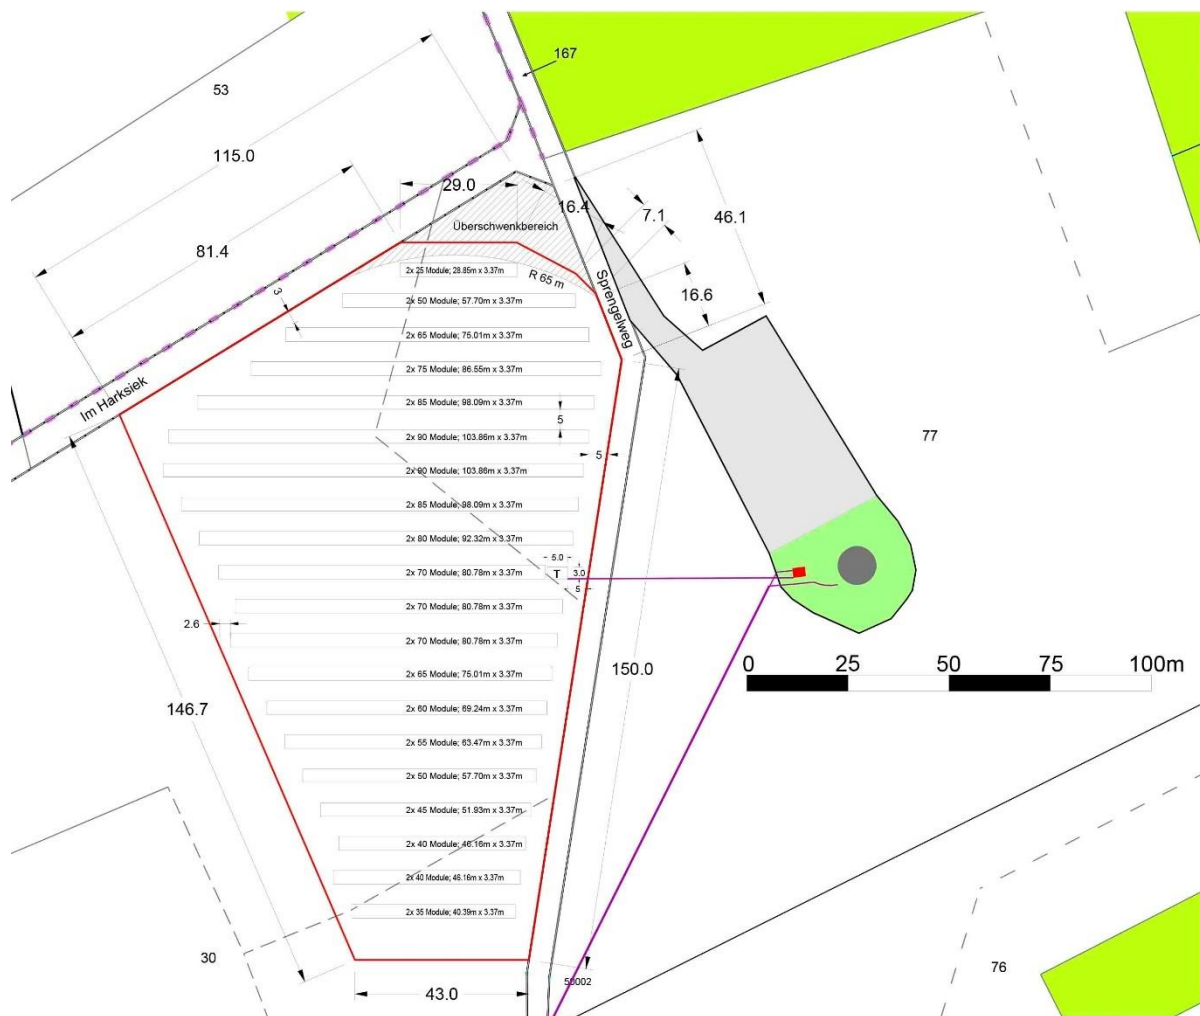 167
53
115.0
29.0
16.4
7.1
46.1
Überschwenkbereich
81.4
2x 25 Module; 28.85m x 3.37m
R 65 m
3
Sprengelweg
16.6
2x 50 Module; 57.70m x 3.37m
2x 65 Module; 75.01m x 3.37m
2x 75 Module; 86.55m x 3.37m
Im Harksiek
2x 85 Module; 98.09m x 3.37m
5
2x 90 Module; 103.86m x 3.37m
77
5
2x 90 Module; 103.86m x 3.37m
2x 85 Module; 98.09m x 3.37m
2x 80 Module; 92.32m x 3.37m
5.0
2x 70 Module; 80.78m x 3.37m
T
3.0
5
2x 70 Module; 80.78m x 3.37m
2.6
2x 70 Module; 80.78m x 3.37m
0 25 50 75 100m
150.0
2x 65 Module; 75.01m x 3.37m
146.7
2x 60 Module; 69.24m x 3.37m
2x 55 Module; 63.47m x 3.37m
2x 50 Module; 57.70m x 3.37m
2x 45 Module; 51.93m x 3.37m
2x 40 Module; 46.16m x 3.37m
2x 40 Module; 46.16m x 3.37m
2x 35 Module; 40.39m x 3.37m
30
76
50002
43.0